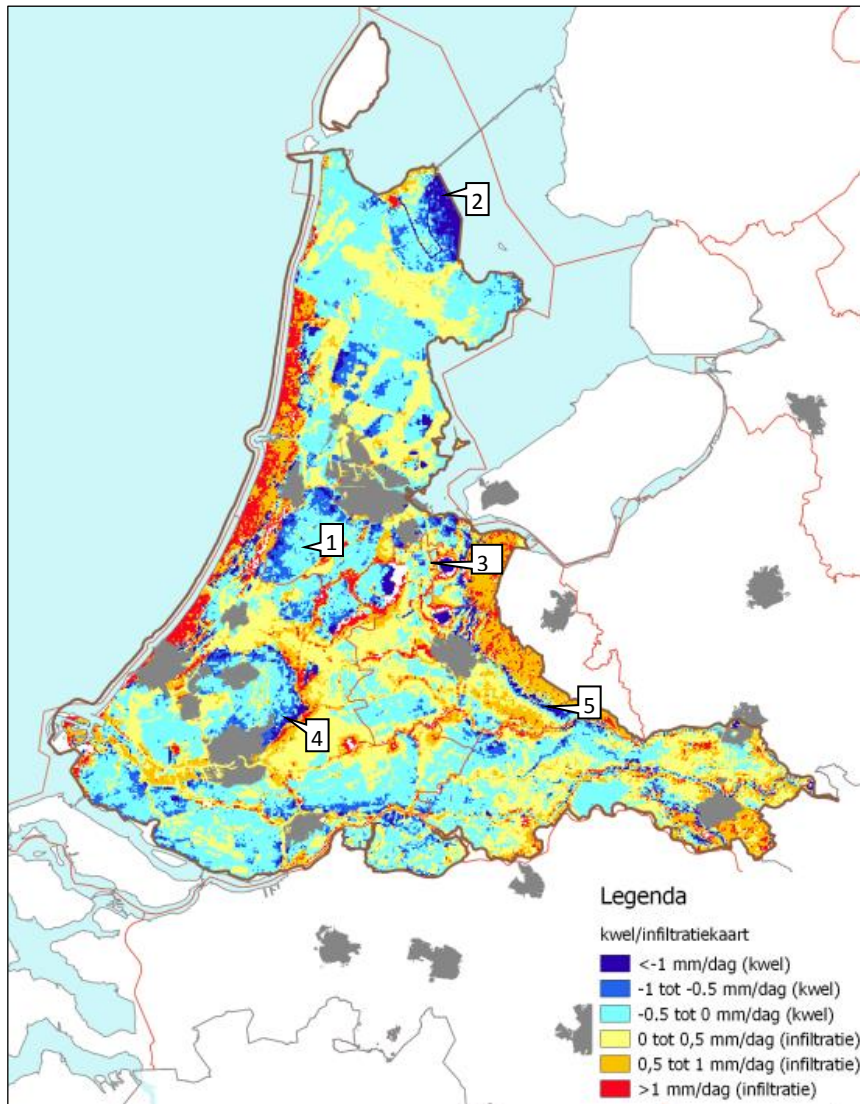 2
1
3
4
5
Legenda
kwel/infiltratiekaart
<-1 mm/dag (kwel)
-1 tot -0.5 mm/dag (kwel)
-0.5 tot 0 mm/dag (kwel)
0 tot 0,5 mm/dag (infiltratie)
0,5 tot 1 mm/dag (infiltratie)
>1 mm/dag (infiltratie)